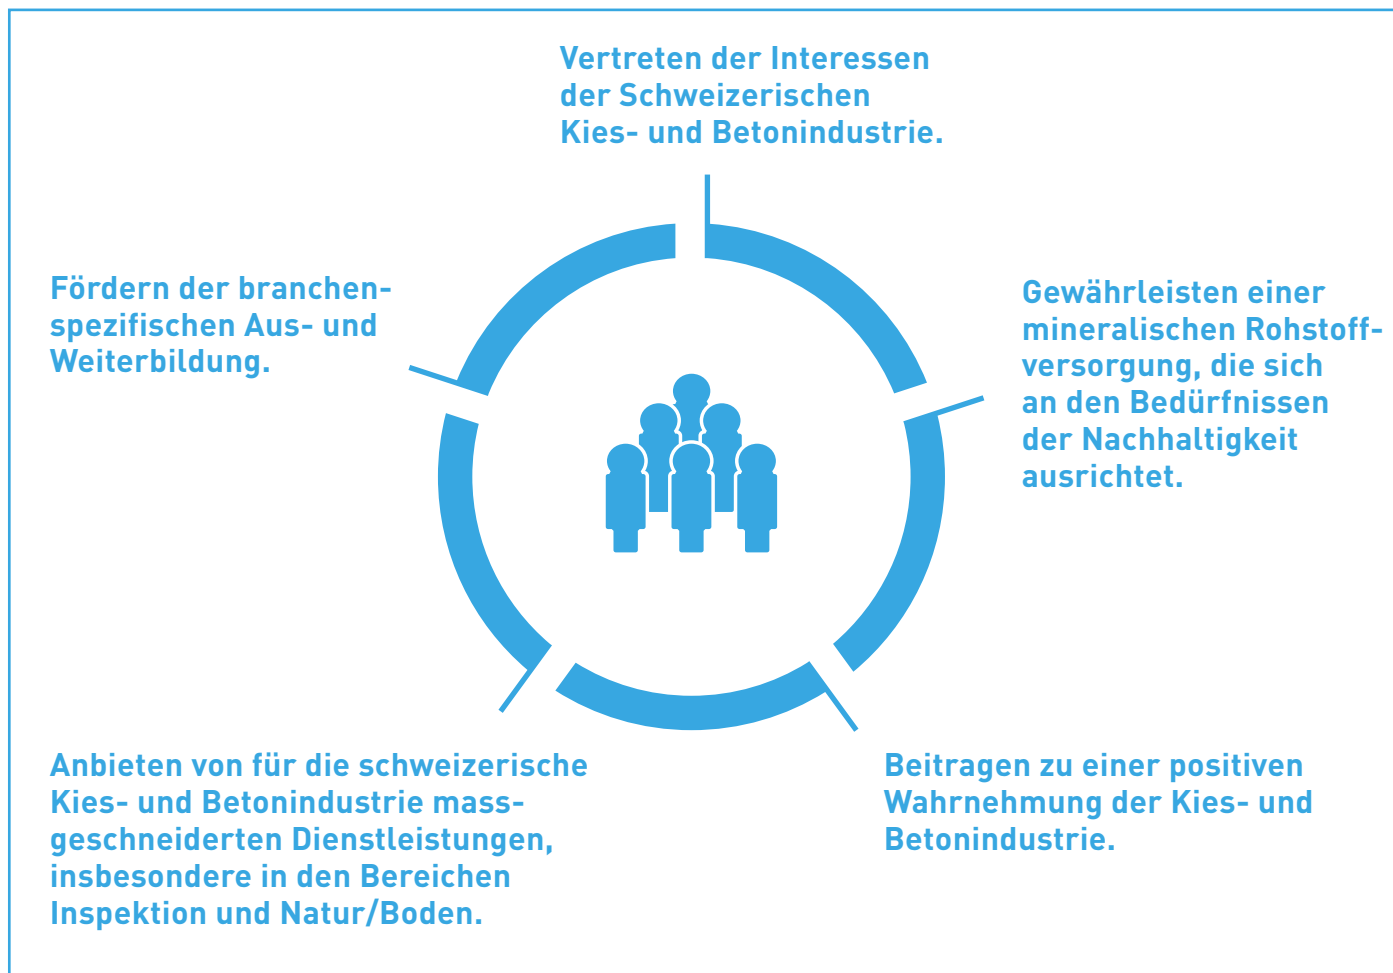 Vertreten der Interessen
der Schweizerischen
Kies- und Betonindustrie.
Gewährleisten einer
mineralischen Rohstoff-
versorgung, die sich
an den Bedürfnissen
der Nachhaltigkeit
ausrichtet.
Beitragen zu einer positiven
Wahrnehmung der Kies- und
Betonindustrie.
Anbieten von für die schweizerische
Kies- und Betonindustrie mass-
geschneiderten Dienstleistungen,
insbesondere in den Bereichen
Inspektion und Natur/Boden.
Fördern der branchen-
spezifischen Aus- und
Weiterbildung.